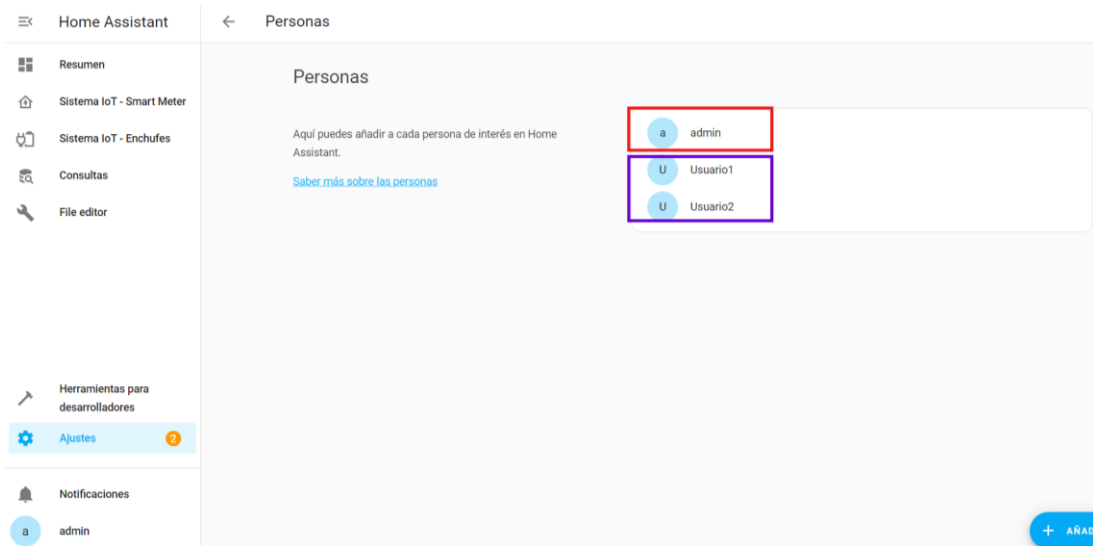 Home Assistant
Personas
Resumen
Sistema IoT - Smart Meter
Sistema IoT - Enchufes
Consultas
File editor
Herramientas para
desarrolladores
Ajustes
2
Notificaciones
a
admin
Personas
Aquí puedes añadir a cada persona de interés en Home
Assistant.
Saber más sobre las personas
a
admin
U
Usuario1
U
Usuario2
+ AÑAD